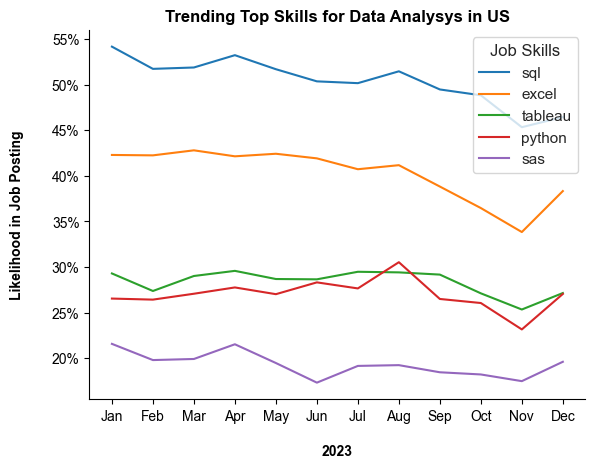 Trending Top Skills for Data Analysys in US
55%
50%
45%
40%
35%
30%
25%
20%
Likelihood in Job Posting
Job Skills
sql
excel
tableau
python
sas
Jan Feb Mar Apr May Jun Jul Aug Sep Oct Nov Dec
2023